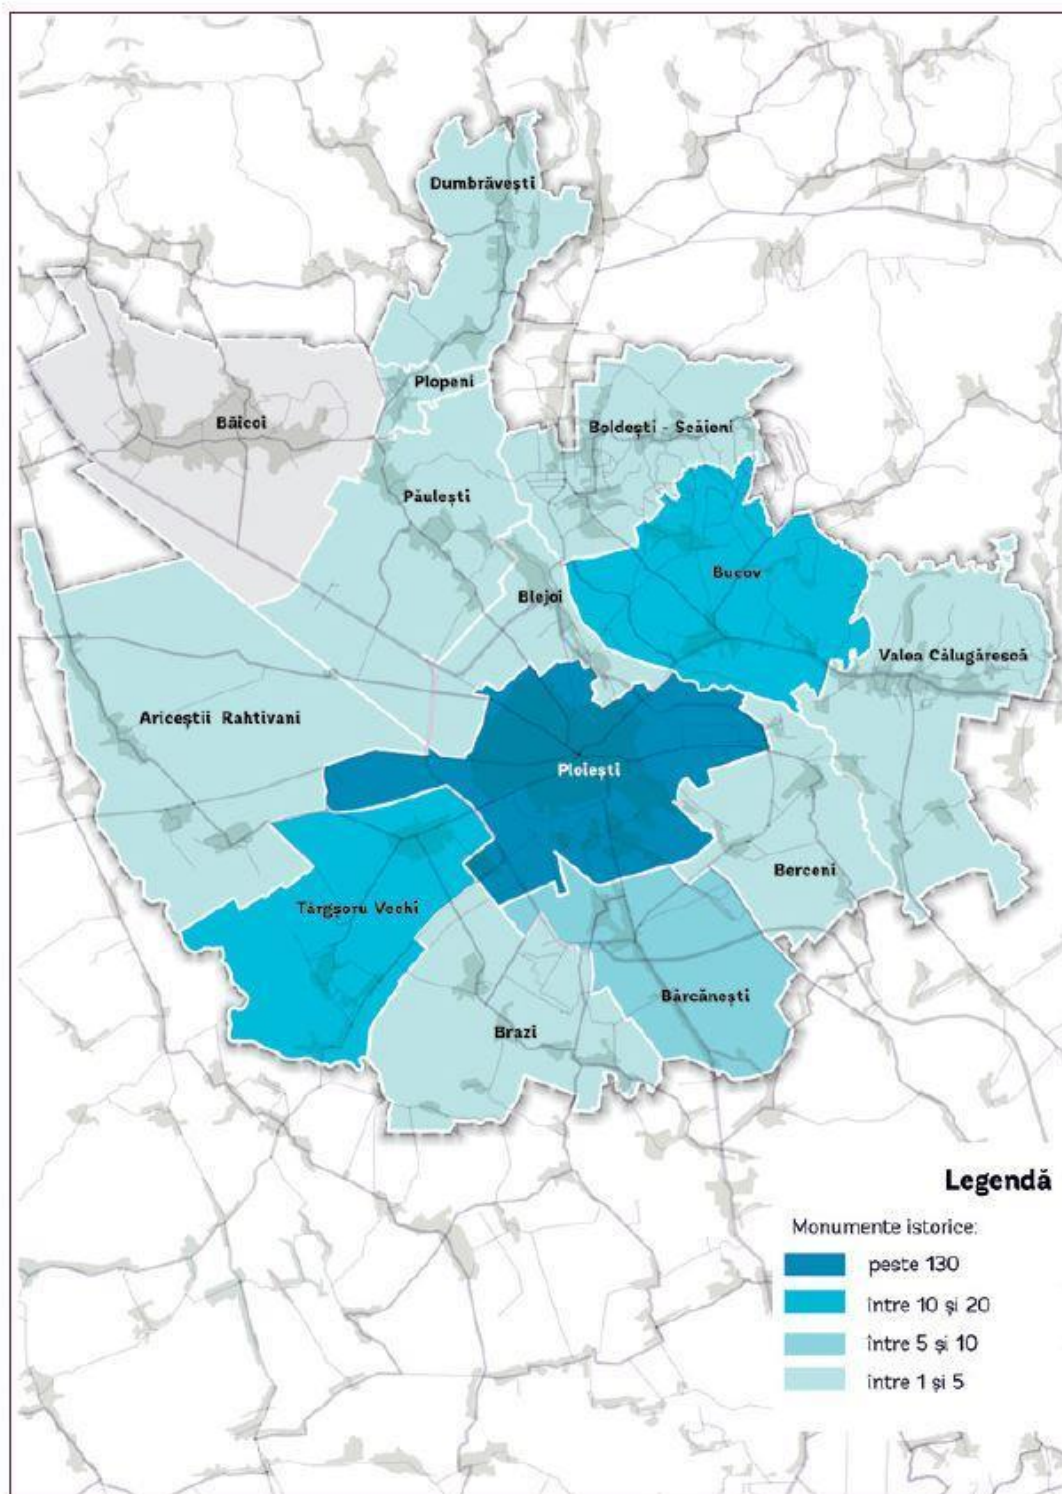 Dumbrăvești
Plopeni
Băicoi
Boldești - Scăieni
Păulești
Bucov
Blejoi
Valea Călugărescă
Ariceștii Rahtivani
Ploiești
Berceni
Târgșoru Vechi
Bărcănești
Brazi
Legendă
Monumente istorice:
peste 130
între 10 și 20
între 5 și 10
între 1 și 5